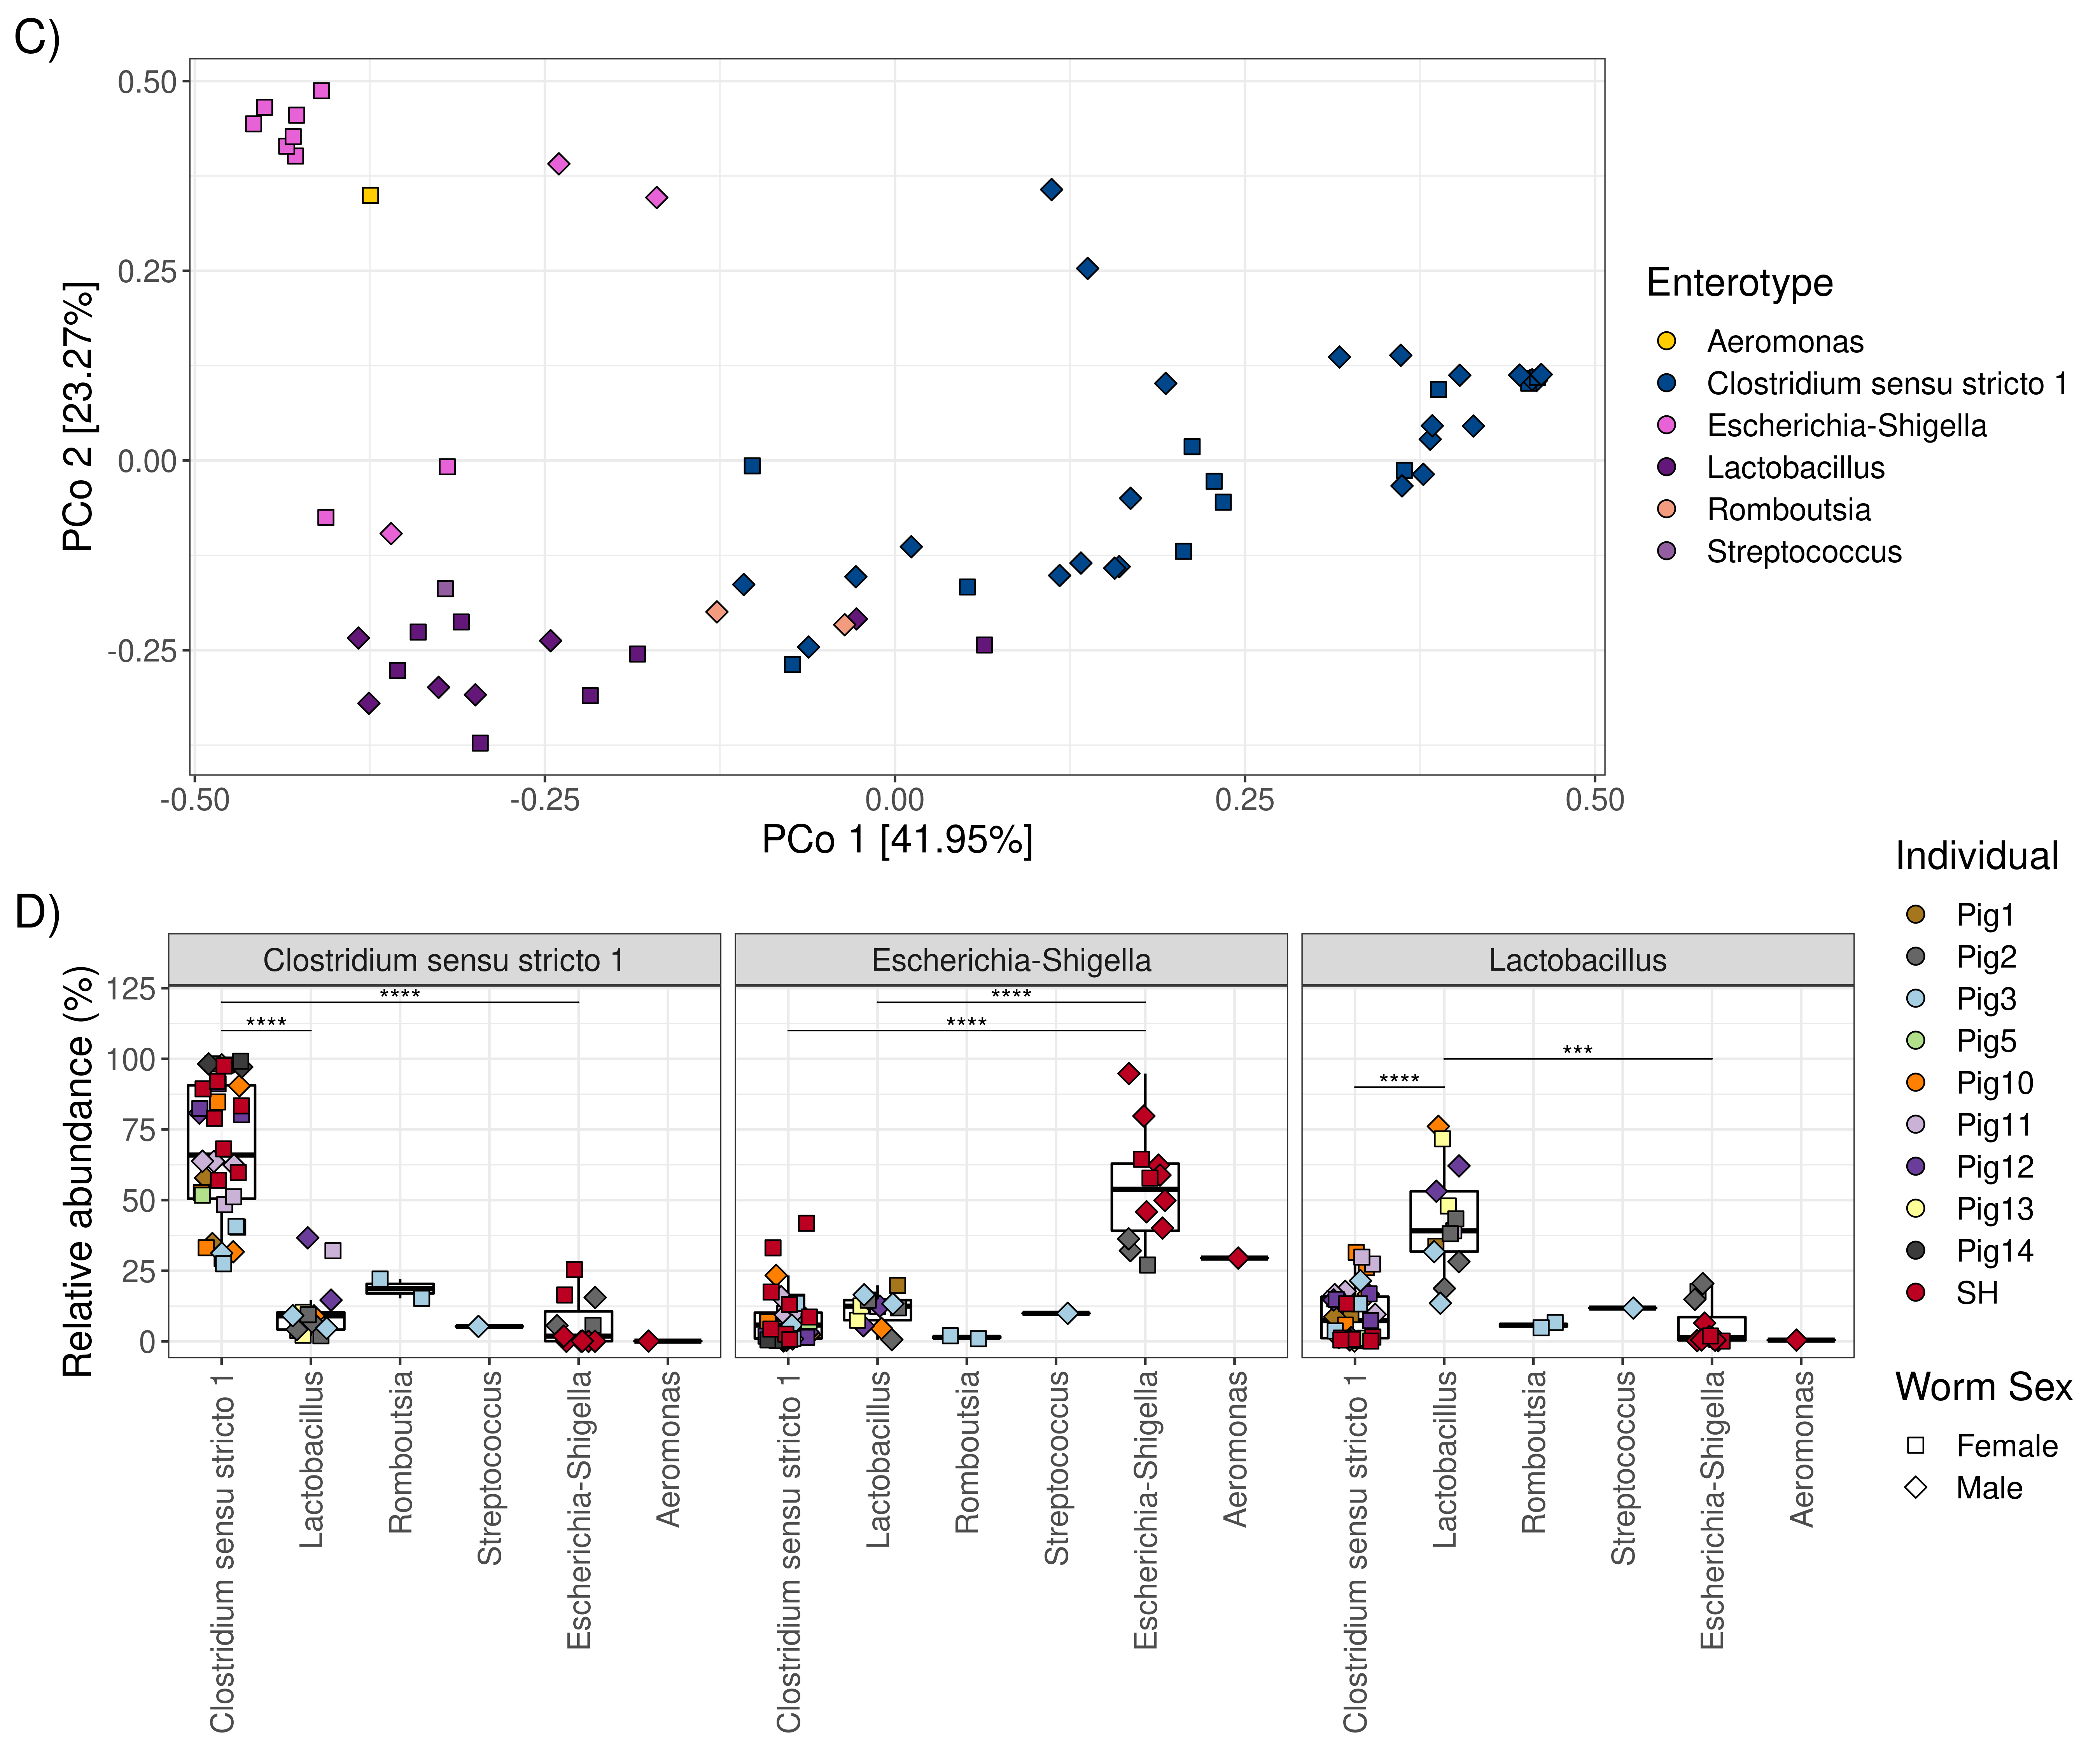 C)
0.50
0.25
0.00
-0.25
PCo 2 [23.27%]
-0.50
-0.25
0.00
0.25
0.50
PCo 1 [41.95%]
Enterotype
Aeromonas
Clostridium sensu stricto 1
Escherichia-Shigella
Lactobacillus
Romboutsia
Streptococcus
D)
Clostridium sensu stricto 1
Escherichia-Shigella
Lactobacillus
Relative abundance (%)
125
100
75
50
25
0
****
****
****
****
***
****
Clostridium sensu stricto 1
Lactobacillus
Romboutsia
Streptococcus
Escherichia-Shigella
Aeromonas
Clostridium sensu stricto 1
Lactobacillus
Romboutsia
Streptococcus
Escherichia-Shigella
Aeromonas
Clostridium sensu stricto 1
Lactobacillus
Romboutsia
Streptococcus
Escherichia-Shigella
Aeromonas
Individual
Pig1
Pig2
Pig3
Pig5
Pig10
Pig11
Pig12
Pig13
Pig14
SH
Worm Sex
Female
Male